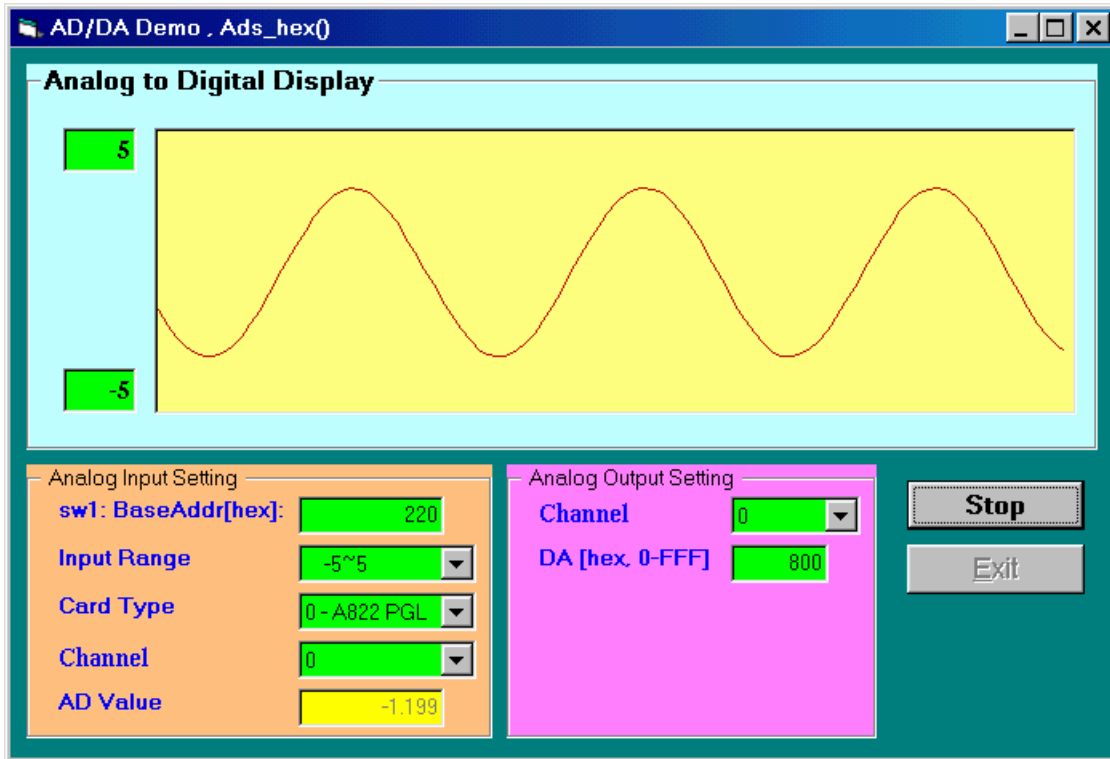 AD/DA Demo , Ads_hex()
Analog to Digital Display
5
-5
Analog Input Setting
sw1: BaseAddr[hex]: 220
Input Range -5~5
Card Type 0 - A822 PGL
Channel 0
AD Value -1.199
Analog Output Setting
Channel 0
DA [hex, 0-FFF] 800
Stop
Exit